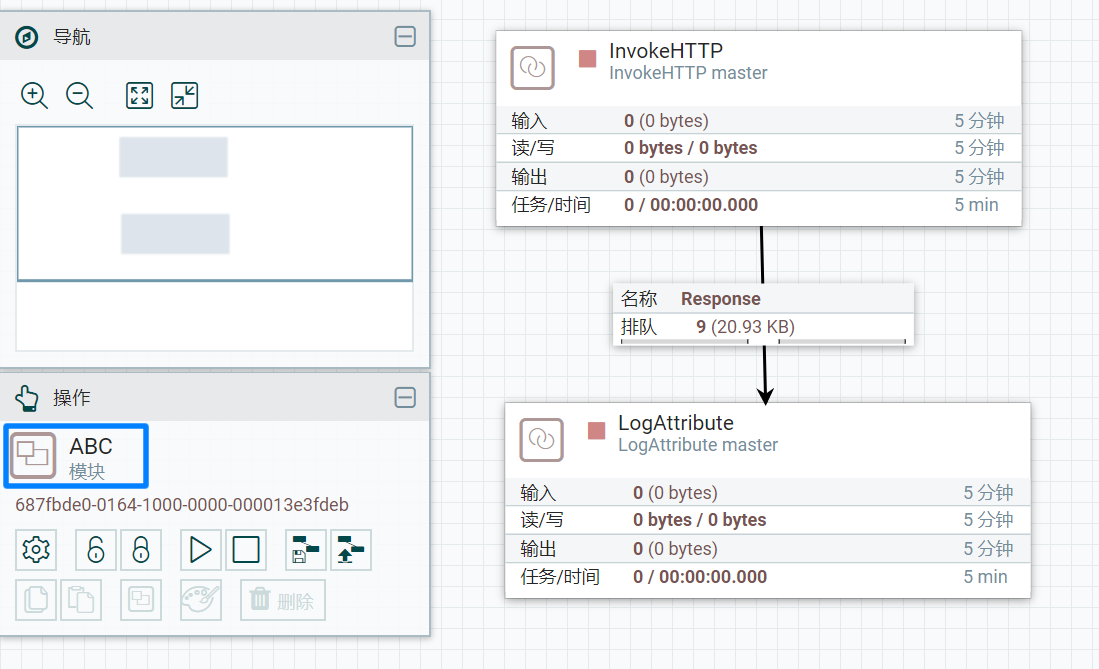 导航
操作
ABC
模块
687fbde0-0164-1000-0000-000013e3fdeb
删除
InvokeHTTP
InvokeHTTP master
输入 0 (0 bytes) 5 分钟
读/写 0 bytes / 0 bytes 5 分钟
输出 0 (0 bytes) 5 分钟
任务/时间 0 / 00:00:00.000 5 min
名称 Response
排队 9 (20.93 KB)
LogAttribute
LogAttribute master
输入 0 (0 bytes) 5 分钟
读/写 0 bytes / 0 bytes 5 分钟
输出 0 (0 bytes) 5 分钟
任务/时间 0 / 00:00:00.000 5 min